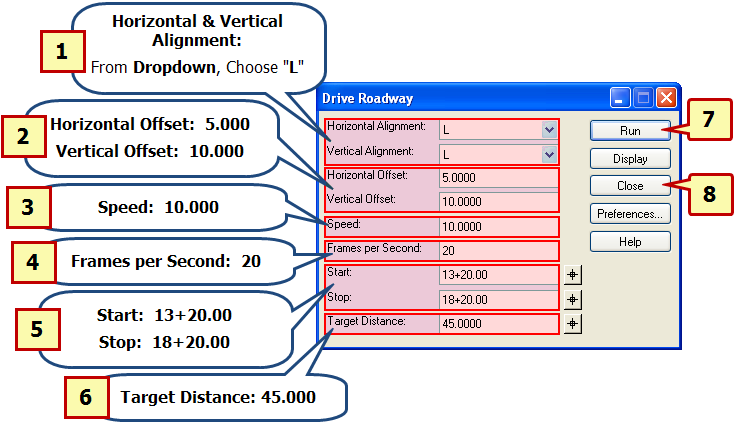 1
Horizontal & Vertical
Alignment:
From Dropdown, Choose "L"
2
Horizontal Offset: 5.000
Vertical Offset: 10.000
3
Speed: 10.000
4
Frames per Second: 20
5
Start: 13+20.00
Stop: 18+20.00
6
Target Distance: 45.000
Drive Roadway
Horizontal Alignment: L
Vertical Alignment: L
Horizontal Offset: 5.0000
Vertical Offset: 10.0000
Speed: 10.0000
Frames per Second: 20
Start: 13+20.00
Stop: 18+20.00
Target Distance: 45.0000
Run
Display
Close
Preferences...
Help
7
8